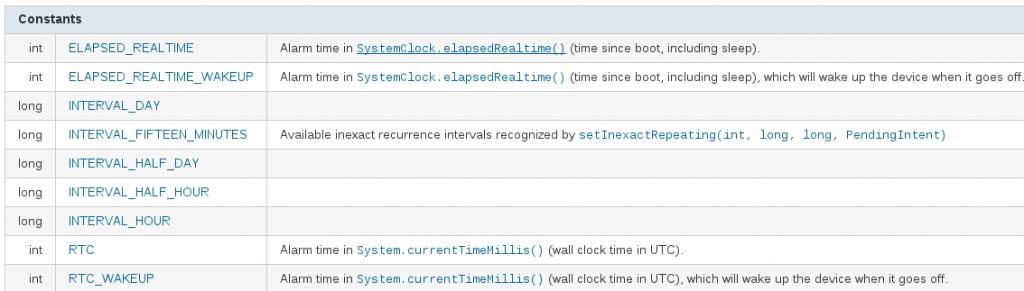 Constants
int ELAPSED_REALTIME Alarm time in SystemClock.elapsedRealtime() (time since boot, including sleep).
int ELAPSED_REALTIME_WAKEUP Alarm time in SystemClock.elapsedRealtime() (time since boot, including sleep), which will wake up the device when it goes off.
long INTERVAL_DAY
long INTERVAL_FIFTEEN_MINUTES Available inexact recurrence intervals recognized by setInexactRepeating(int, long, long, PendingIntent)
long INTERVAL_HALF_DAY
long INTERVAL_HALF_HOUR
long INTERVAL_HOUR
int RTC Alarm time in System.currentTimeMillis() (wall clock time in UTC).
int RTC_WAKEUP Alarm time in System.currentTimeMillis() (wall clock time in UTC), which will wake up the device when it goes off.